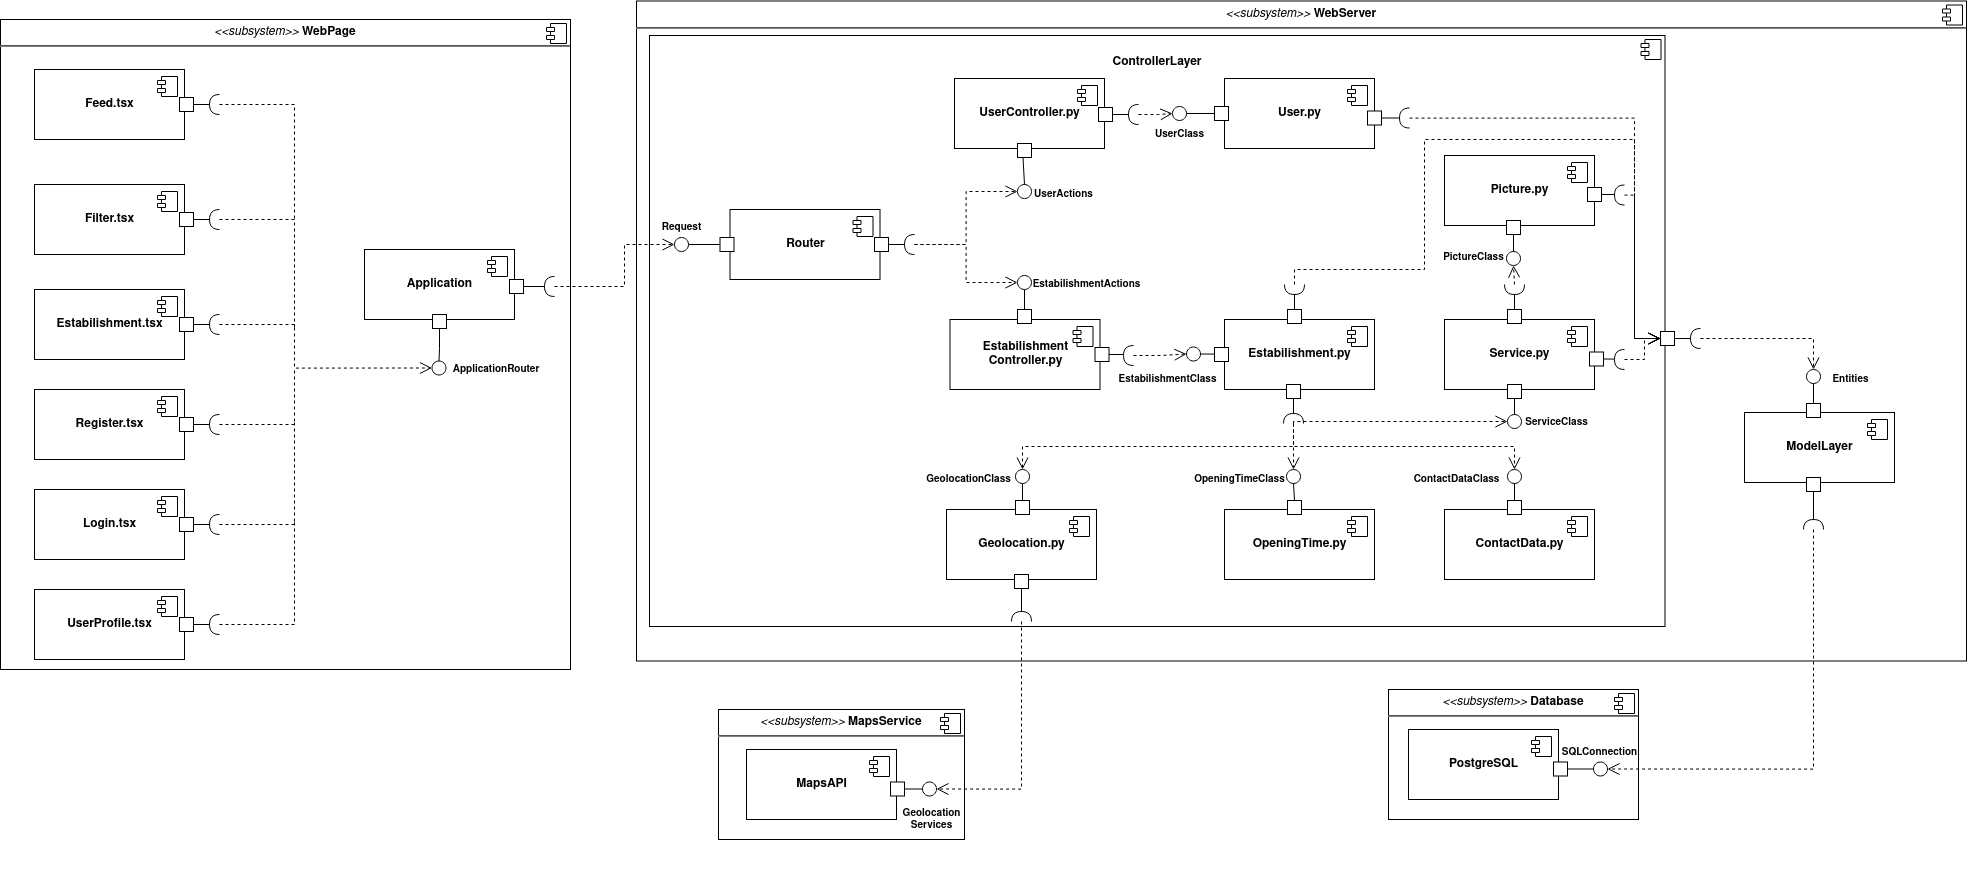 <<subsystem>> WebPage
Feed.tsx
Filter.tsx
Estabilishment.tsx
Register.tsx
Login.tsx
UserProfile.tsx
Application
ApplicationRouter
<<subsystem>> WebServer
ControllerLayer
Request
Router
UserController.py
UserClass
User.py
UserActions
EstabilishmentActions
Estabilishment
Controller.py
EstabilishmentClass
Estabilishment.py
Picture.py
PictureClass
Service.py
ServiceClass
GeolocationClass
OpeningTimeClass
ContactDataClass
Geolocation.py
OpeningTime.py
ContactData.py
Entities
ModelLayer
<<subsystem>> MapsService
MapsAPI
Geolocation
Services
<<subsystem>> Database
PostgreSQL
SQLConnection